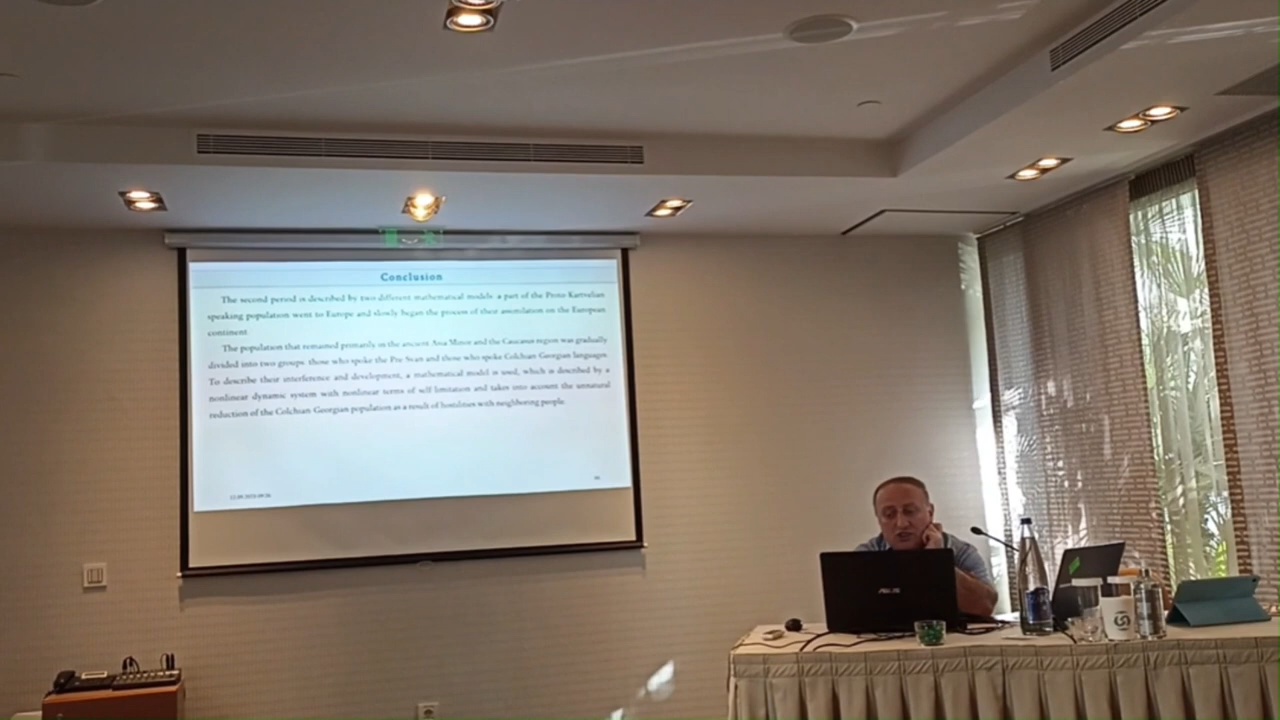 Conclusion
The second period is described by two different mathematical models: a part of the Proto-Kartvelian
speaking population went to Europe and slowly began the process of their assimilation on the European
continent.
The population that remained primarily in the ancient Asia Minor and the Caucasus region was gradually
divided into two groups: those who spoke the Pre Svan and those who spoke Colchian Georgian languages.
To describe their interference and development, a mathematical model is used, which is described by a
nonlinear dynamic system with nonlinear terms of self limitation and takes into account the unnatural
reduction of the Colchian Georgian population as a result of hostilities with neighboring people.
ASUS